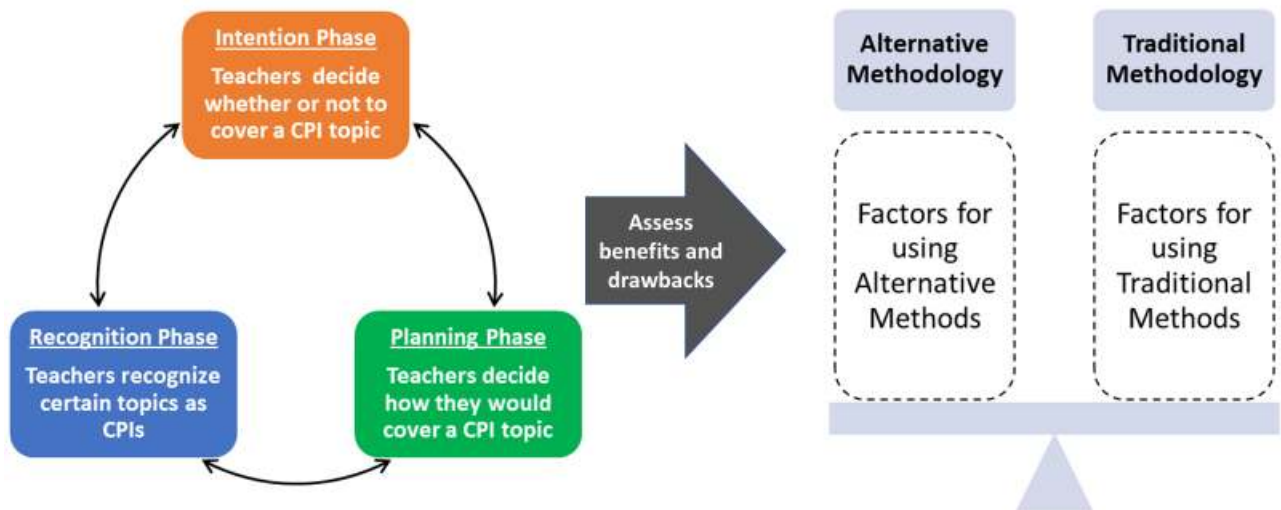 Intention Phase
Teachers decide
whether or not to
cover a CPI topic
Recognition Phase
Teachers recognize
certain topics as
CPIs
Planning Phase
Teachers decide
how they would
cover a CPI topic
Assess
benefits and
drawbacks
Alternative
Methodology
Factors for
using
Alternative
Methods
Traditional
Methodology
Factors for
using
Traditional
Methods